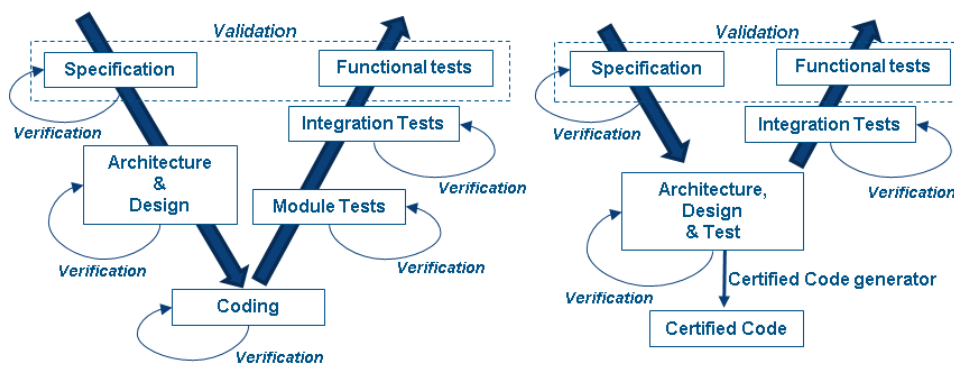 Validation
Specification
Functional tests
Verification
Integration Tests
Verification
Architecture
&
Design
Module Tests
Verification
Verification
Coding
Verification
Validation
Specification
Functional tests
Verification
Integration Tests
Verification
Architecture,
Design
& Test
Verification
Certified Code generator
Certified Code